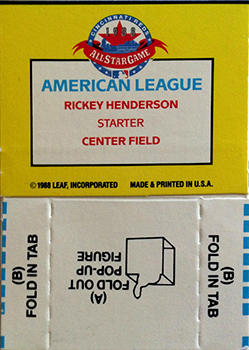 CINCINNATI REDS
1988
ALL STAR GAME
AMERICAN LEAGUE
RICKEY HENDERSON
STARTER
CENTER FIELD
© 1988 LEAF, INCORPORATED MADE & PRINTED IN U.S.A.
(B)
FOLD IN TAB
(A)
FOLD OUT
POP-UP
FIGURE
(B)
FOLD IN TAB